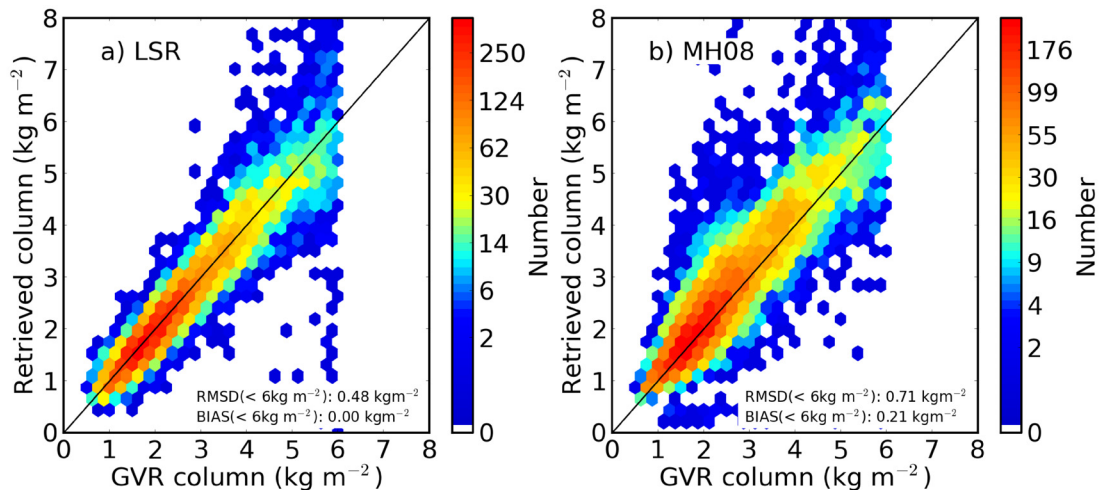 a) LSR
8
7
6
5
4
3
2
1
0
Retrieved column (kg m⁻²)
0 1 2 3 4 5 6 7 8
GVR column (kg m⁻²)
RMSD(< 6kg m⁻²): 0.48 kgm⁻²
BIAS(< 6kg m⁻²): 0.00 kgm⁻²
250
124
62
30
14
6
2
0
Number
b) MH08
8
7
6
5
4
3
2
1
0
Retrieved column (kg m⁻²)
0 1 2 3 4 5 6 7 8
GVR column (kg m⁻²)
RMSD(< 6kg m⁻²): 0.71 kgm⁻²
BIAS(< 6kg m⁻²): 0.21 kgm⁻²
176
99
55
30
16
9
4
0
Number